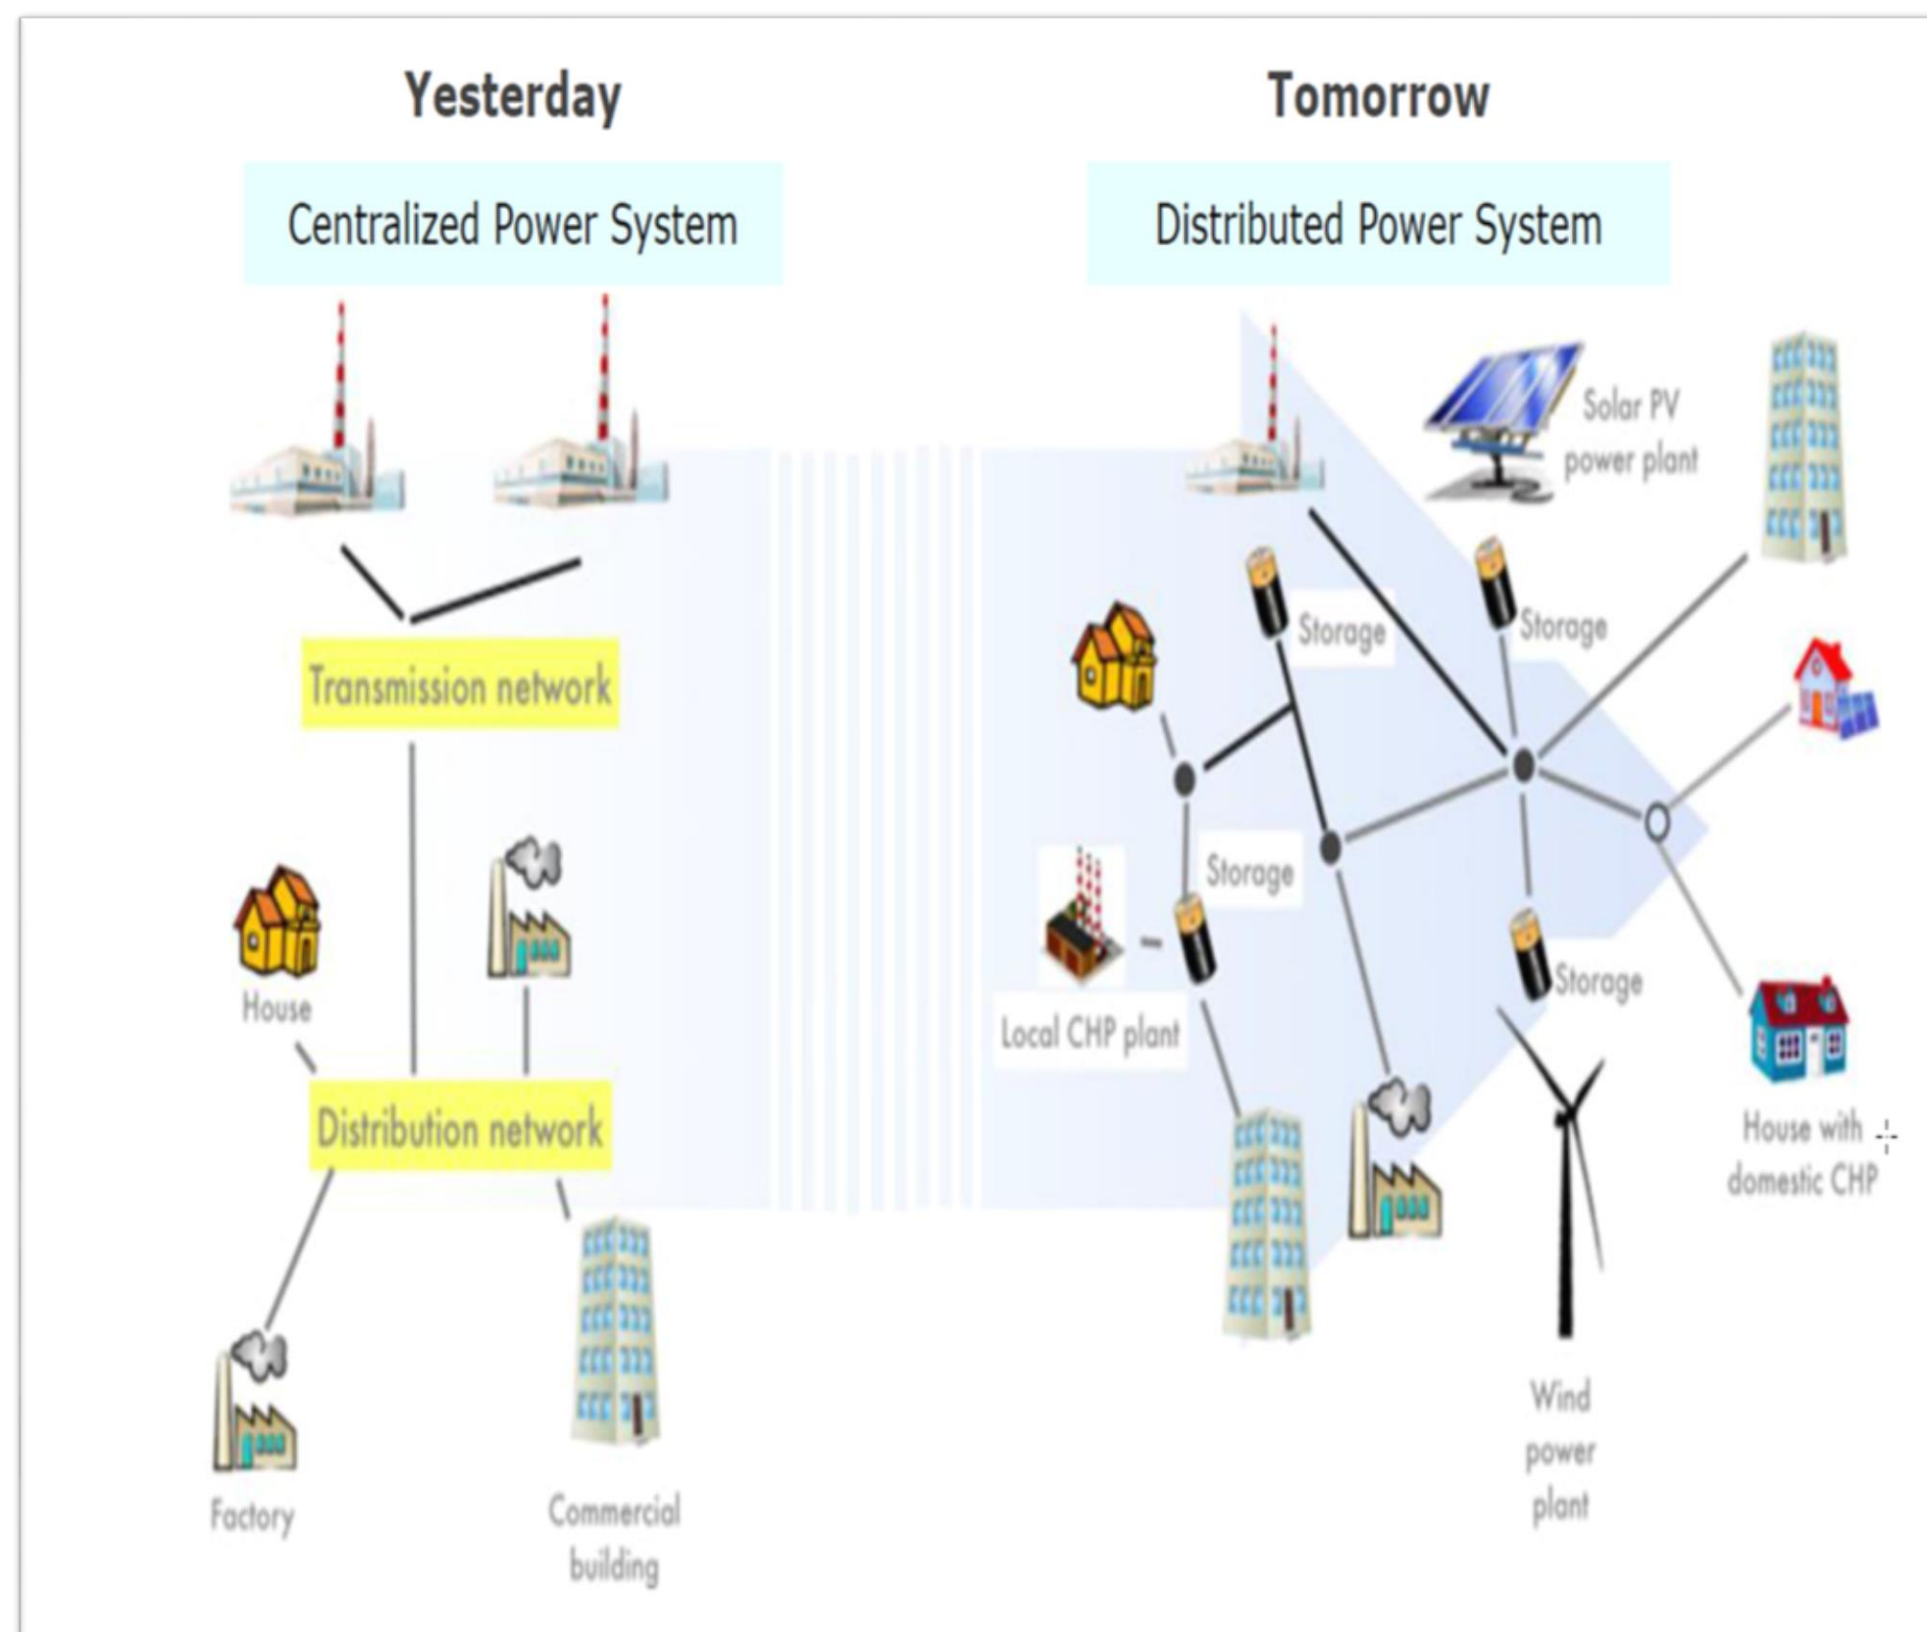 Yesterday
Centralized Power System
Transmission network
House
Distribution network
Factory
Commercial
building
Tomorrow
Distributed Power System
Solar PV
power plant
Storage
Storage
Storage
Local CHP plant
Storage
House with
domestic CHP
Wind
power
plant